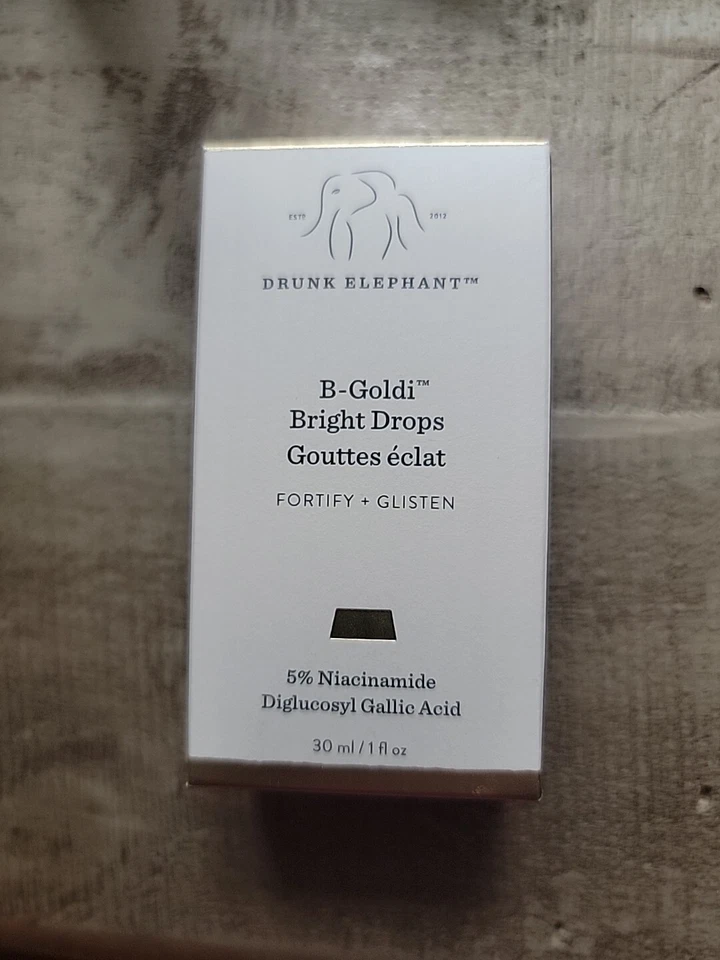 ESTD 2012
DRUNK ELEPHANT™
B-Goldi™
Bright Drops
Gouttes éclat
FORTIFY + GLISTEN
5% Niacinamide
Diglucosyl Gallic Acid
30 ml / 1 fl oz